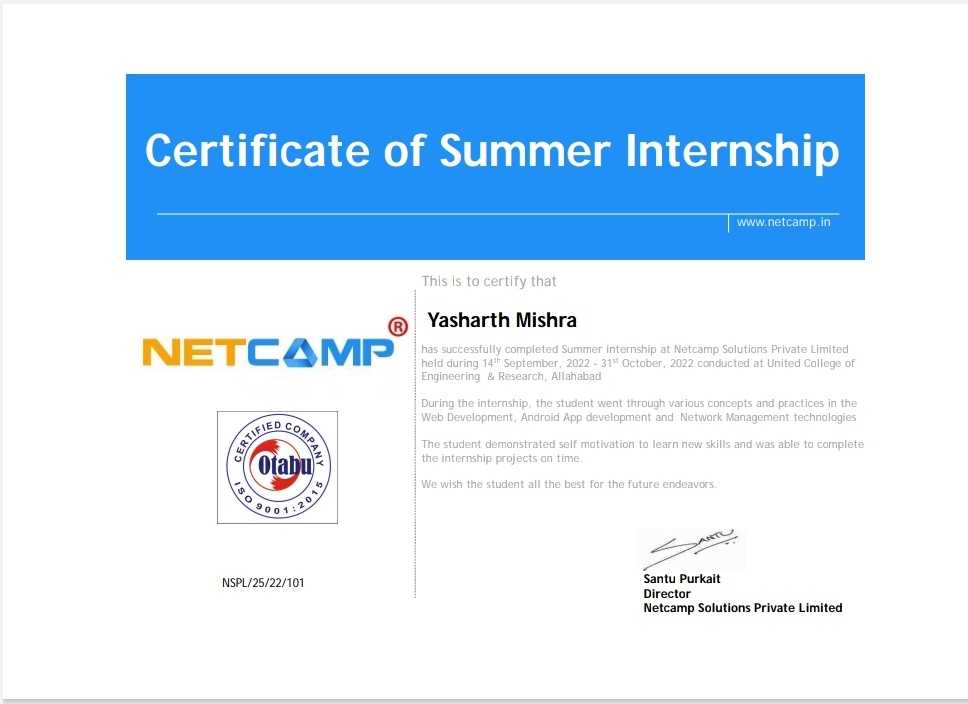 Certificate of Summer Internship
www.netcamp.in
This is to certify that
Yasharth Mishra
has successfully completed Summer internship at Netcamp Solutions Private Limited
held during 14th September, 2022 - 31st October, 2022 conducted at United College of
Engineering & Research, Allahabad
During the internship, the student went through various concepts and practices in the
Web Development, Android App development and Network Management technologies
The student demonstrated self motivation to learn new skills and was able to complete
the internship projects on time.
We wish the student all the best for the future endeavors.
NETCAMP ®
CERTIFIED COMPANY
Otabu
ISO 9001:2015
NSPL/25/22/101
SANTU
Santu Purkait
Director
Netcamp Solutions Private Limited